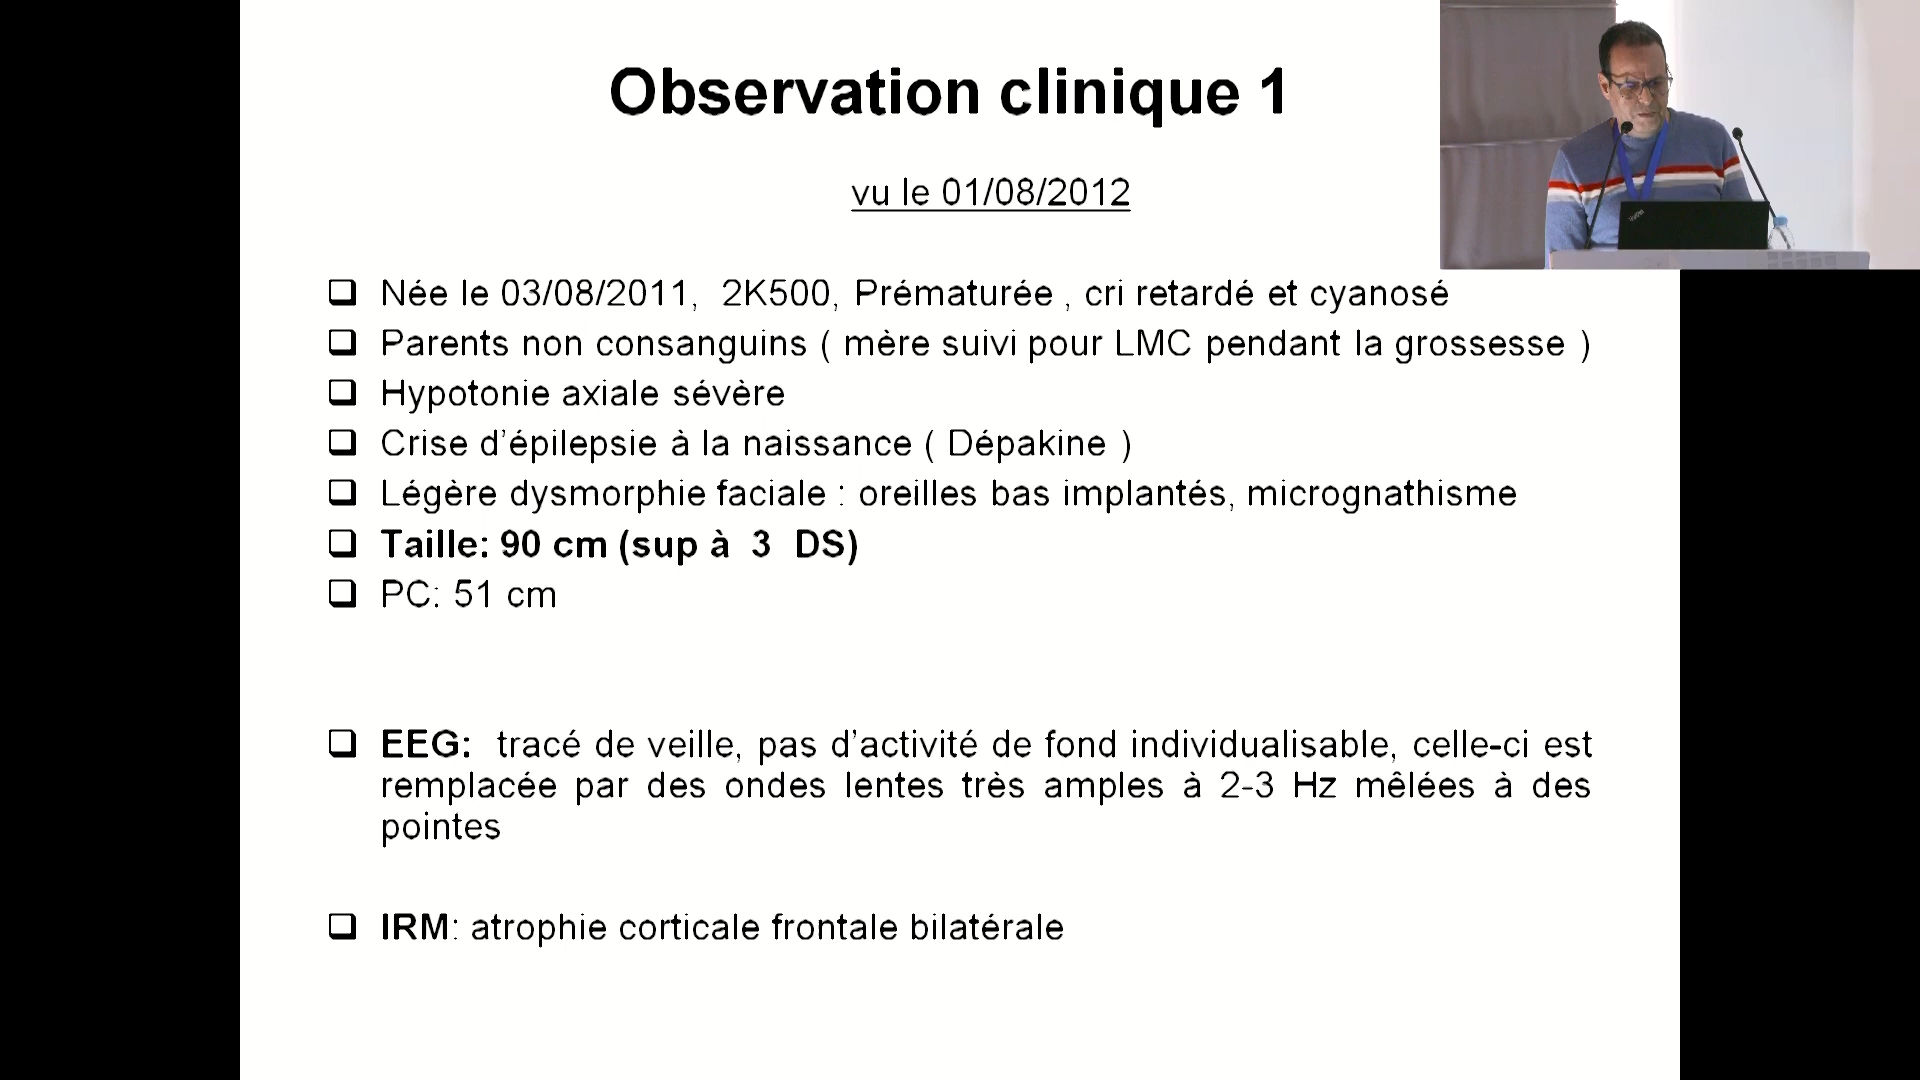 Observation clinique 1
vu le 01/08/2012
Née le 03/08/2011, 2K500, Prématurée , cri retardé et cyanosé
Parents non consanguins ( mère suivi pour LMC pendant la grossesse )
Hypotonie axiale sévère
Crise d’épilepsie à la naissance ( Dépakine )
Légère dysmorphie faciale : oreilles bas implantés, micrognathisme
Taille: 90 cm (sup à 3 DS)
PC: 51 cm
EEG: tracé de veille, pas d’activité de fond individualisable, celle-ci est
remplacée par des ondes lentes très amples à 2-3 Hz mêlées à des
pointes
IRM: atrophie corticale frontale bilatérale